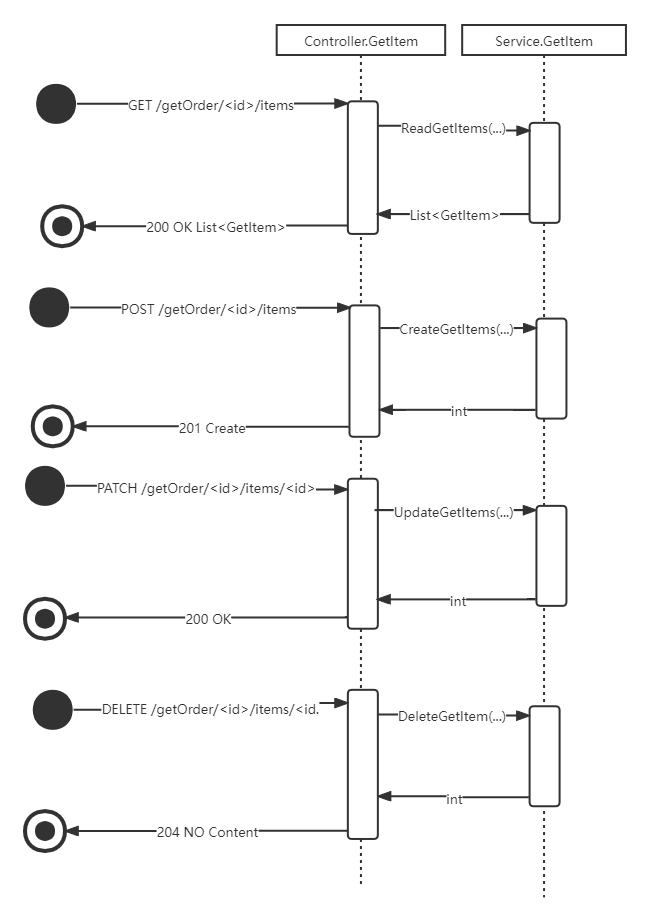 Controller.GetItem
Service.GetItem
GET /getOrder/<id>/items
ReadGetItems(...)
List<GetItem>
200 OK List<GetItem>
POST /getOrder/<id>/items
CreateGetItems(...)
int
201 Create
PATCH /getOrder/<id>/items/<id>
UpdateGetItems(...)
int
200 OK
DELETE /getOrder/<id>/items/<id.
DeleteGetItem(...)
int
204 NO Content